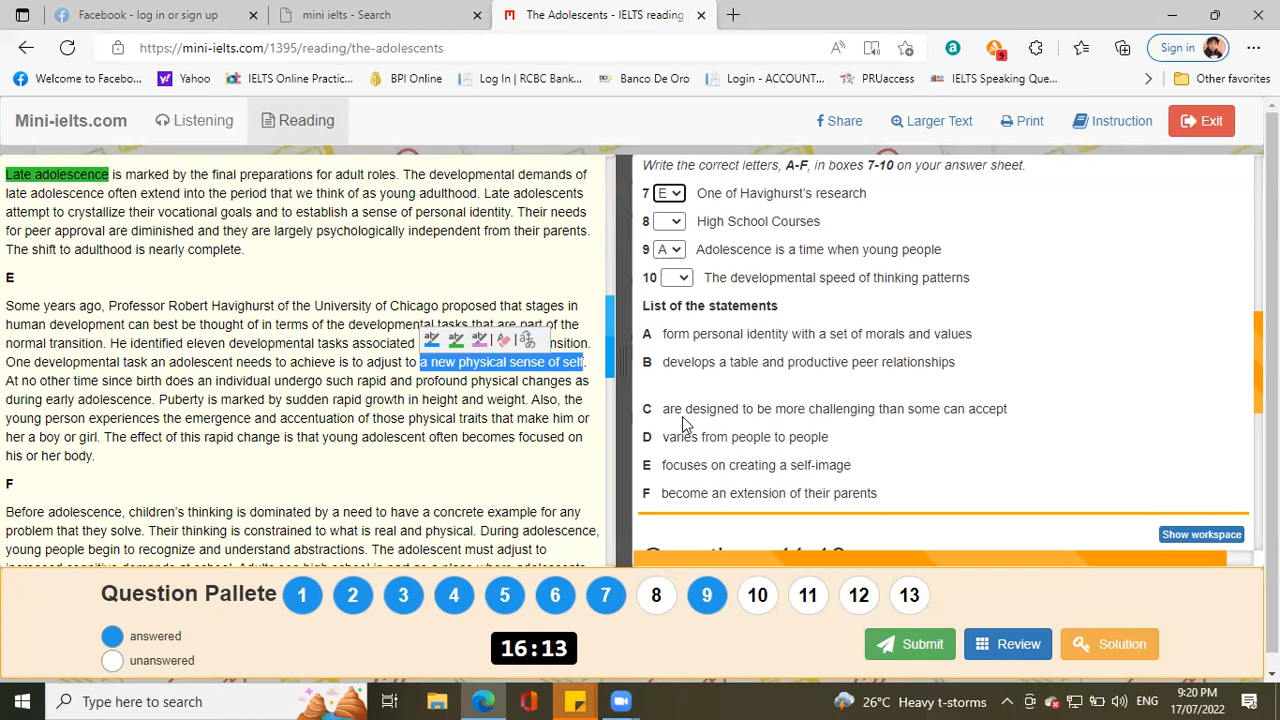 Facebook - log in or sign up
mini ielts - Search
The Adolescents - IELTS reading
https://mini-ielts.com/1395/reading/the-adolescents
Sign in
Welcome to Facebo...
Yahoo
IELTS Online Practic...
BPI Online
Log In | RCBC Bank...
Banco De Oro
Login - ACCOUNT...
PRUaccess
IELTS Speaking Que...
Other favorites
Mini-ielts.com
Listening
Reading
Share
Larger Text
Print
Instruction
Exit
Late adolescence is marked by the final preparations for adult roles. The developmental demands of
late adolescence often extend into the period that we think of as young adulthood. Late adolescents
attempt to crystallize their vocational goals and to establish a sense of personal identity. Their needs
for peer approval are diminished and they are largely psychologically independent from their parents.
The shift to adulthood is nearly complete.
E
Some years ago, Professor Robert Havighurst of the University of Chicago proposed that stages in
human development can best be thought of in terms of the developmental tasks that are part of the
normal transition. He identified eleven developmental tasks associated nsition.
One developmental task an adolescent needs to achieve is to adjust to a new physical sense of self.
At no other time since birth does an individual undergo such rapid and profound physical changes as
during early adolescence. Puberty is marked by sudden rapid growth in height and weight. Also, the
young person experiences the emergence and accentuation of those physical traits that make him or
her a boy or girl. The effect of this rapid change is that young adolescent often becomes focused on
his or her body.
F
Before adolescence, children's thinking is dominated by a need to have a concrete example for any
problem that they solve. Their thinking is constrained to what is real and physical. During adolescence,
young people begin to recognize and understand abstractions. The adolescent must adjust to
Write the correct letters, A-F, in boxes 7-10 on your answer sheet.
7 E One of Havighurst's research
8 High School Courses
9 A Adolescence is a time when young people
10 The developmental speed of thinking patterns
List of the statements
A form personal identity with a set of morals and values
B develops a table and productive peer relationships
C are designed to be more challenging than some can accept
D varies from people to people
E focuses on creating a self-image
F become an extension of their parents
Show workspace
Question Pallete
1 2 3 4 5 6 7 8 9 10 11 12 13
answered
unanswered
16:13
Submit
Review
Solution
Type here to search
26°C Heavy t-storms
ENG
9:20 PM
17/07/2022